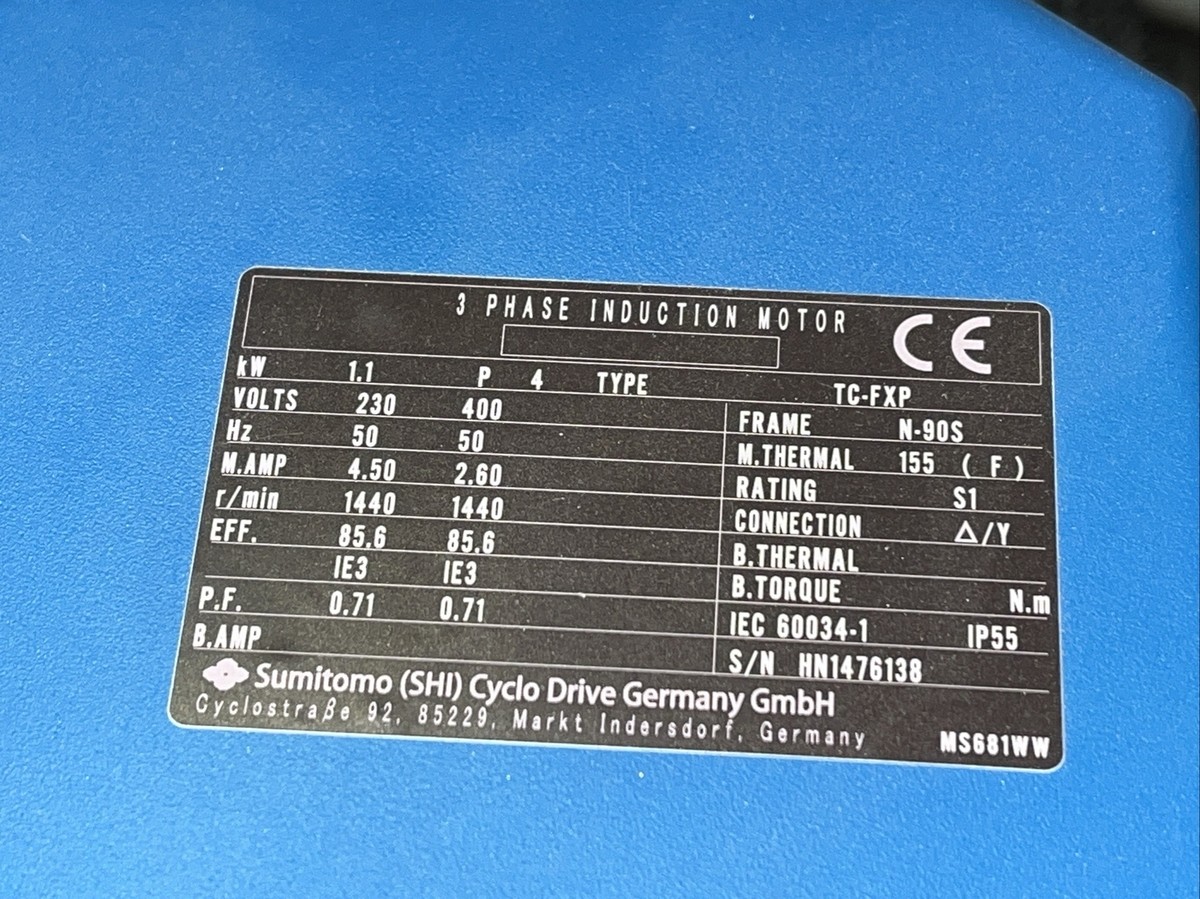 3 PHASE INDUCTION MOTOR
CE
kW 1.1 P 4 TYPE TC-FXP
VOLTS 230 400 FRAME N-90S
Hz 50 50 M.THERMAL 155 ( F )
M.AMP 4.50 2.60 RATING S1
r/min 1440 1440 CONNECTION Δ/Y
EFF. 85.6 85.6 B.THERMAL
IE3 IE3 B.TORQUE N.m
P.F. 0.71 0.71 IEC 60034-1 IP55
B.AMP S/N HN1476138
Sumitomo (SHI) Cyclo Drive Germany GmbH
Cyclostraße 92, 85229, Markt Indersdorf, Germany MS681WW